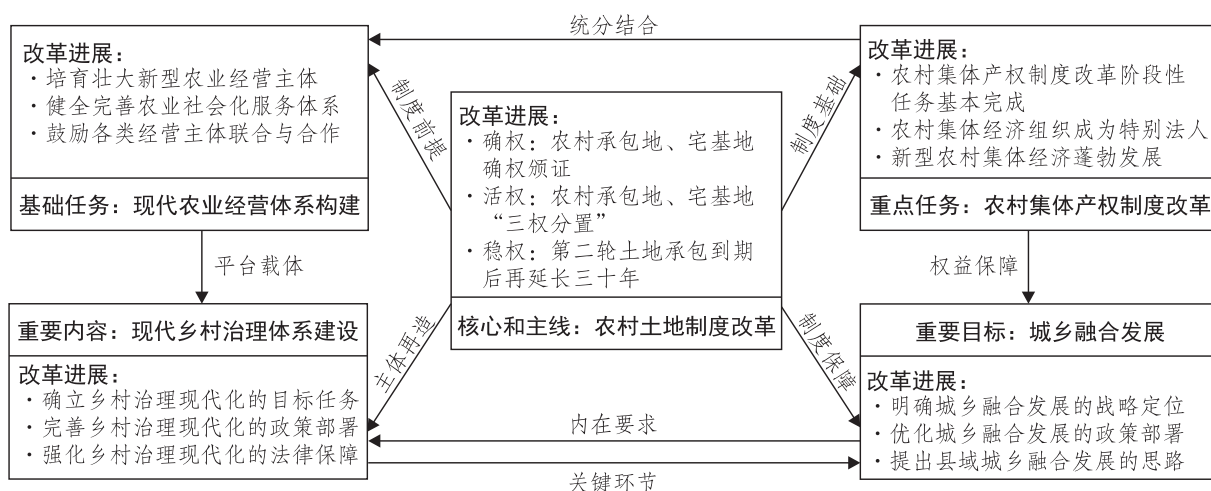 统分结合
改革进展：
·培育壮大新型农业经营主体
·健全完善农业社会化服务体系
·鼓励各类经营主体联合与合作
基础任务：现代农业经营体系构建
制度前提
改革进展：
·确权：农村承包地、宅基地
确权颁证
·活权：农村承包地、宅基地
“三权分置”
·稳权：第二轮土地承包到期
后再延长三十年
核心和主线：农村土地制度改革
制度基础
改革进展：
·农村集体产权制度改革阶段性
任务基本完成
·农村集体经济组织成为特别法人
·新型农村集体经济蓬勃发展
重点任务：农村集体产权制度改革
平台载体
权益保障
重要内容：现代乡村治理体系建设
改革进展：
·确立乡村治理现代化的目标任务
·完善乡村治理现代化的政策部署
·强化乡村治理现代化的法律保障
主体再造
制度保障
重要目标：城乡融合发展
改革进展：
·明确城乡融合发展的战略定位
·优化城乡融合发展的政策部署
·提出县域城乡融合发展的思路
内在要求
关键环节